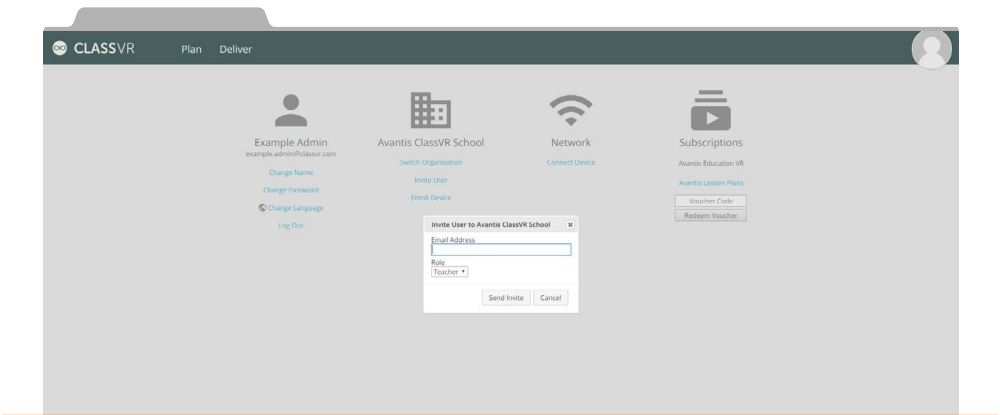 CLASSVR Plan Deliver
Example Admin
example.admin@classvr.com
Change Name
Change Password
Change Language
Log Out
Avantis ClassVR School
Switch Organisation
Invite User
Enroll Device
Network
Connect Device
Subscriptions
Avantis Education VR
Avantis Lesson Plans
Voucher Code
Redeem Voucher
Invite User to Avantis ClassVR School
Email Address
Role
Teacher
Send Invite Cancel